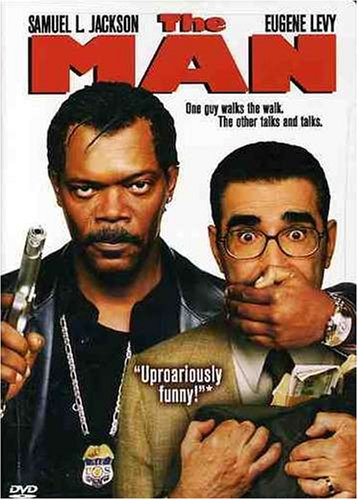 SAMUEL L. JACKSON
EUGENE LEVY
The
MAN
One guy walks the walk.
The other talks and talks.
"Uproariously
funny!"*
DVD